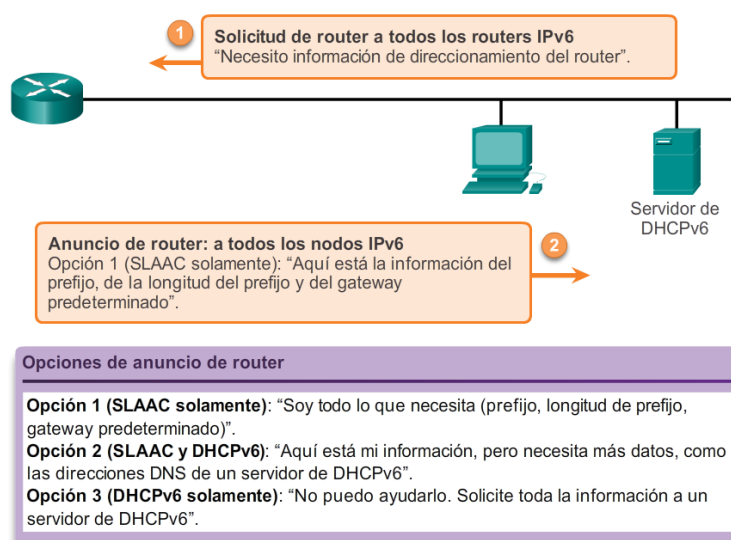 1
Solicitud de router a todos los routers IPv6
“Necesito información de direccionamiento del router”.
Servidor de
DHCPv6
Anuncio de router: a todos los nodos IPv6
2
Opción 1 (SLAAC solamente): “Aquí está la información del
prefijo, de la longitud del prefijo y del gateway
predeterminado”.
Opciones de anuncio de router
Opción 1 (SLAAC solamente): “Soy todo lo que necesita (prefijo, longitud de prefijo,
gateway predeterminado)”.
Opción 2 (SLAAC y DHCPv6): “Aquí está mi información, pero necesita más datos, como
las direcciones DNS de un servidor de DHCPv6”.
Opción 3 (DHCPv6 solamente): “No puedo ayudarlo. Solicite toda la información a un
servidor de DHCPv6”.